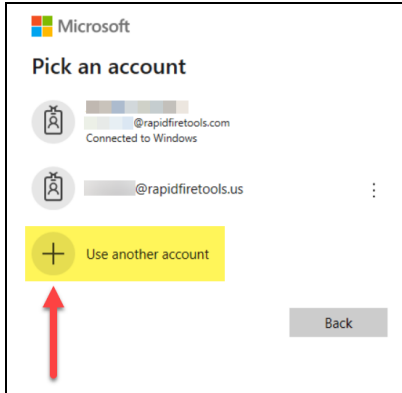 Microsoft
Pick an account
@rapidfiretools.com
Connected to Windows
@rapidfiretools.us
Use another account
Back